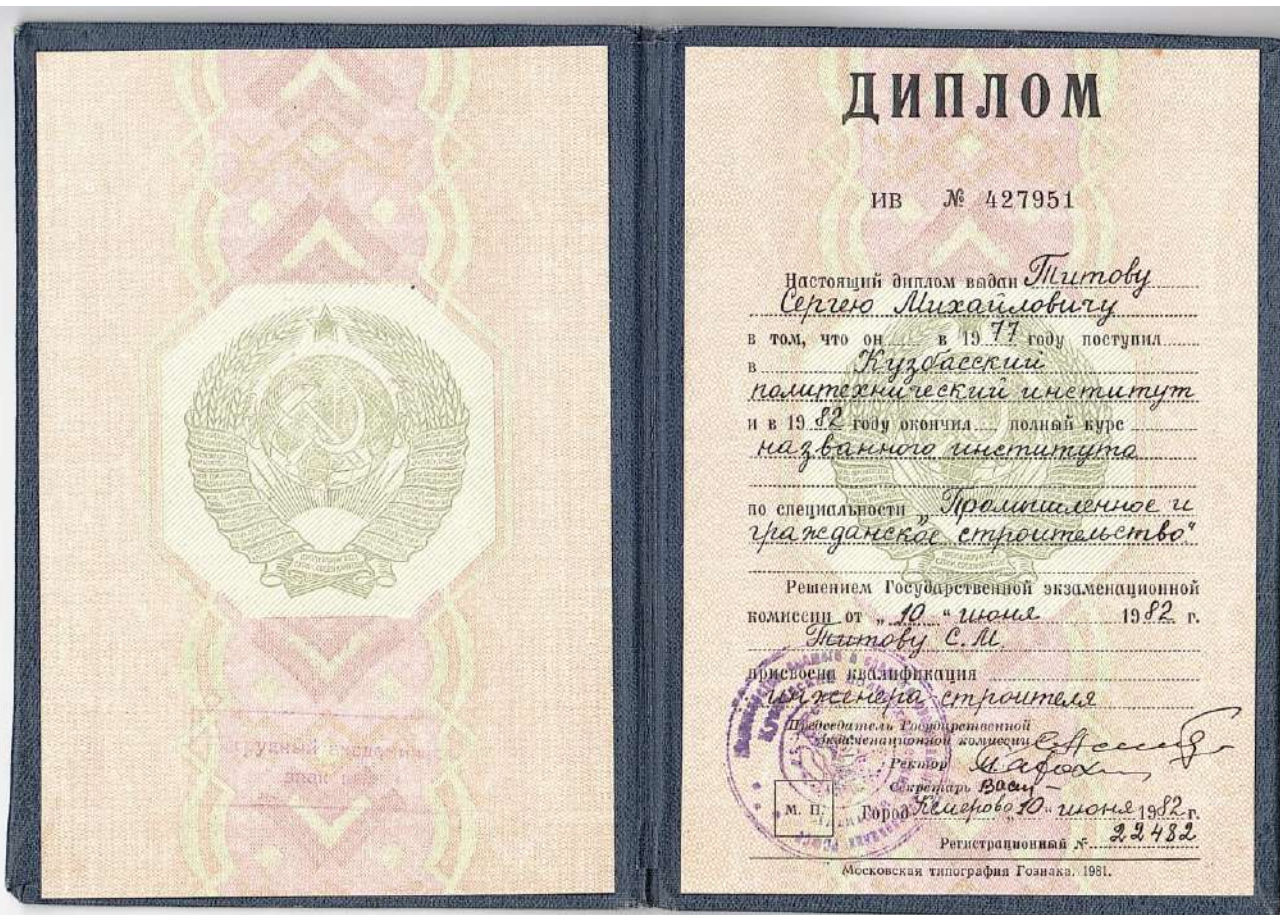 знак
ДИПЛОМ
ИВ № 427951
Настоящий диплом выдан Титову
Сергею Михайловичу
в том, что он в 1977 году поступил
в Кузбасский
политехнический институт
и в 1982 году окончил полный курс
названного института
по специальности „Промышленное и
гражданское строительство"
Решением Государственной экзаменационной
комиссии от „10" июня 1982 г.
Титову С.М.
присвоена квалификация
инженера-строителя
Председатель Государственной
экзаменационной комиссии
Ректор
Секретарь
М. П.
Город Кемерово „10" июня 1982 г.
Регистрационный № 22482
Московская типография Гознака. 1981.